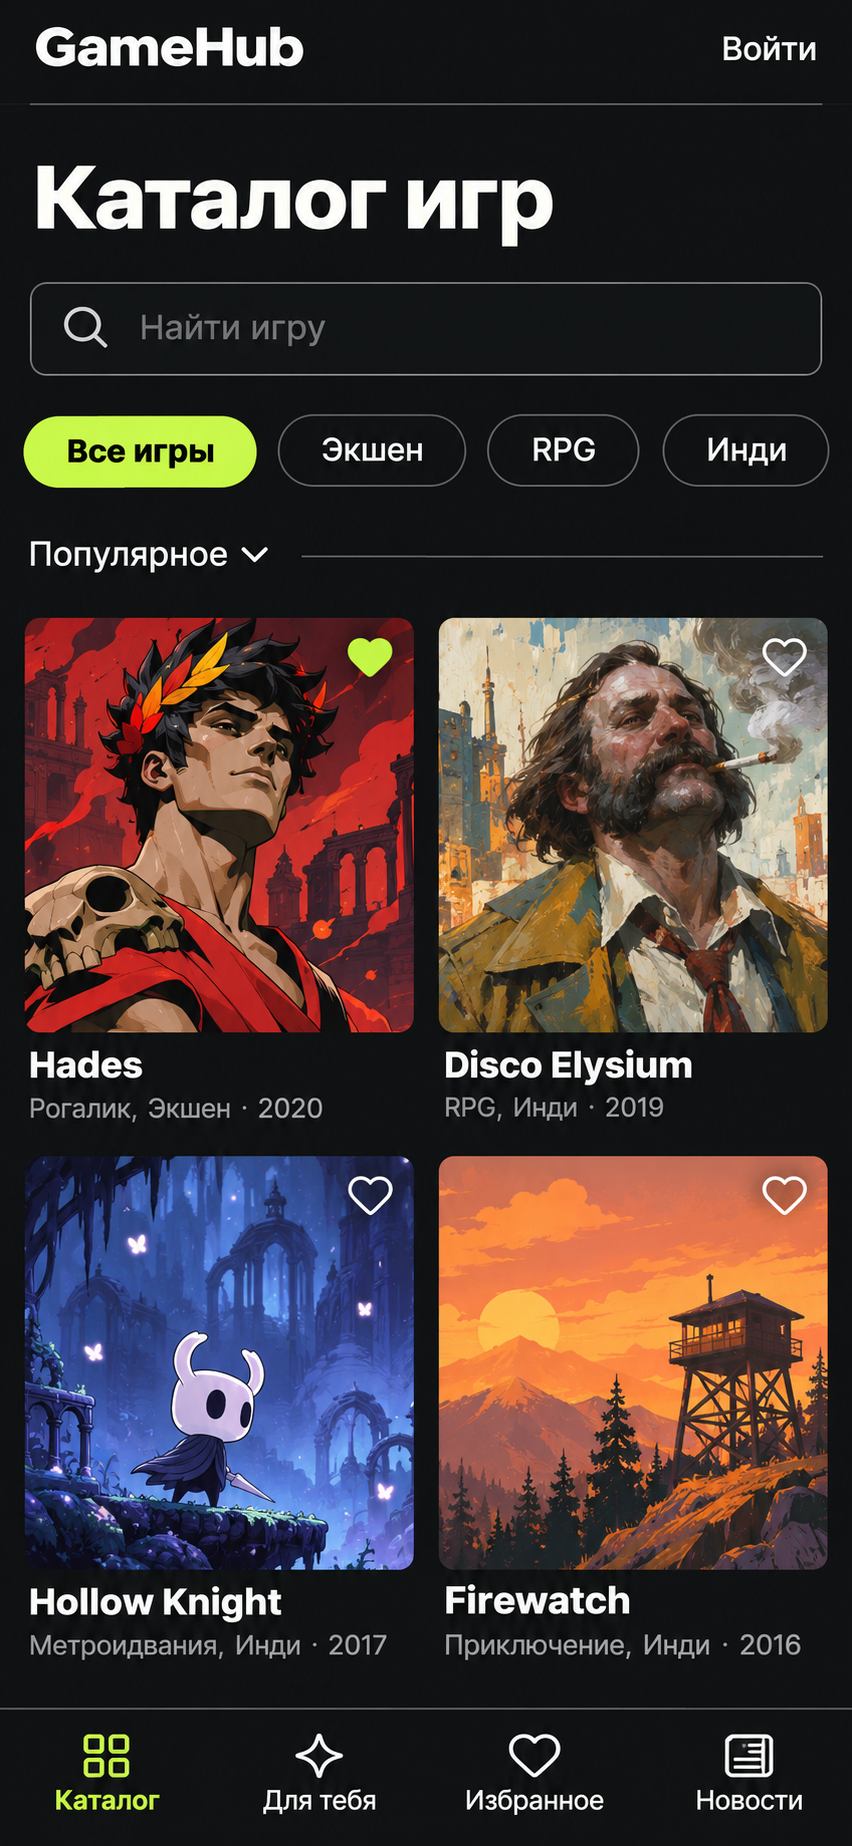 GameHub
Войти
Каталог игр
Найти игру
Все игры
Экшен
RPG
Инди
Популярное
Hades
Рогалик, Экшен · 2020
Disco Elysium
RPG, Инди · 2019
Hollow Knight
Метроидвания, Инди · 2017
Firewatch
Приключение, Инди · 2016
Каталог
Для тебя
Избранное
Новости